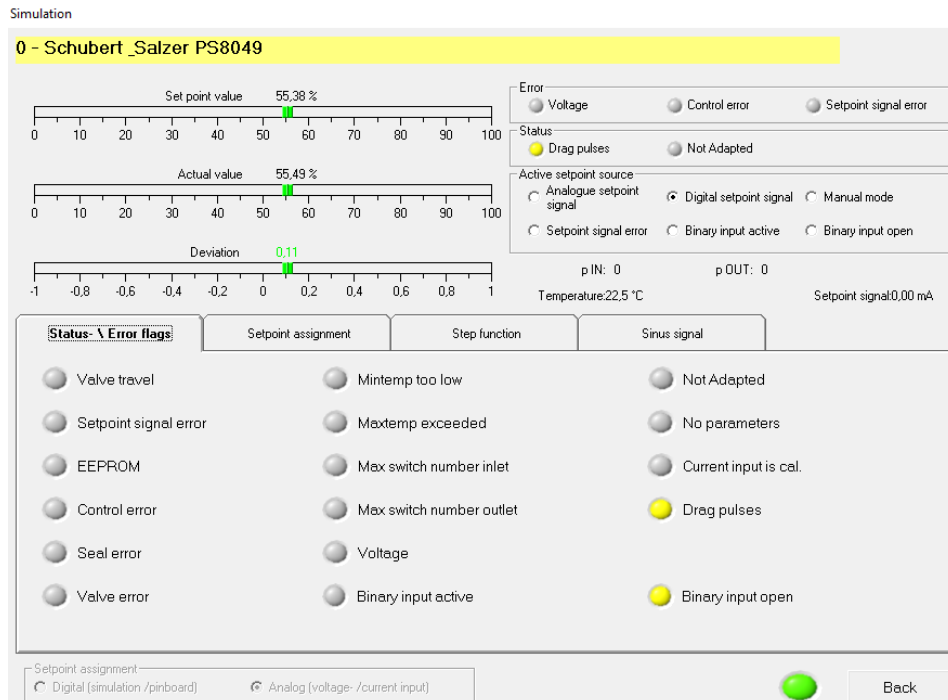 Simulation
0 - Schubert _Salzer PS8049
Set point value 55,38 %
0 10 20 30 40 50 60 70 80 90 100
Actual value 55,49 %
0 10 20 30 40 50 60 70 80 90 100
Deviation 0,11
-1 -0,8 -0,6 -0,4 -0,2 0 0,2 0,4 0,6 0,8 1
Error
Voltage Control error Setpoint signal error
Status
Drag pulses Not Adapted
Active setpoint source
Analogue setpoint
signal
Digital setpoint signal Manual mode
Setpoint signal error Binary input active Binary input open
p IN: 0 p OUT: 0
Temperature:22,5 °C Setpoint signal:0,00 mA
Status- \ Error flags Setpoint assignment Step function Sinus signal
Valve travel Mintemp too low Not Adapted
Setpoint signal error Maxtemp exceeded No parameters
EEPROM Max switch number inlet Current input is cal.
Control error Max switch number outlet Drag pulses
Seal error Voltage
Valve error Binary input active Binary input open
Setpoint assignment
Digital (simulation /pinboard) Analog (voltage- /current input)
Back